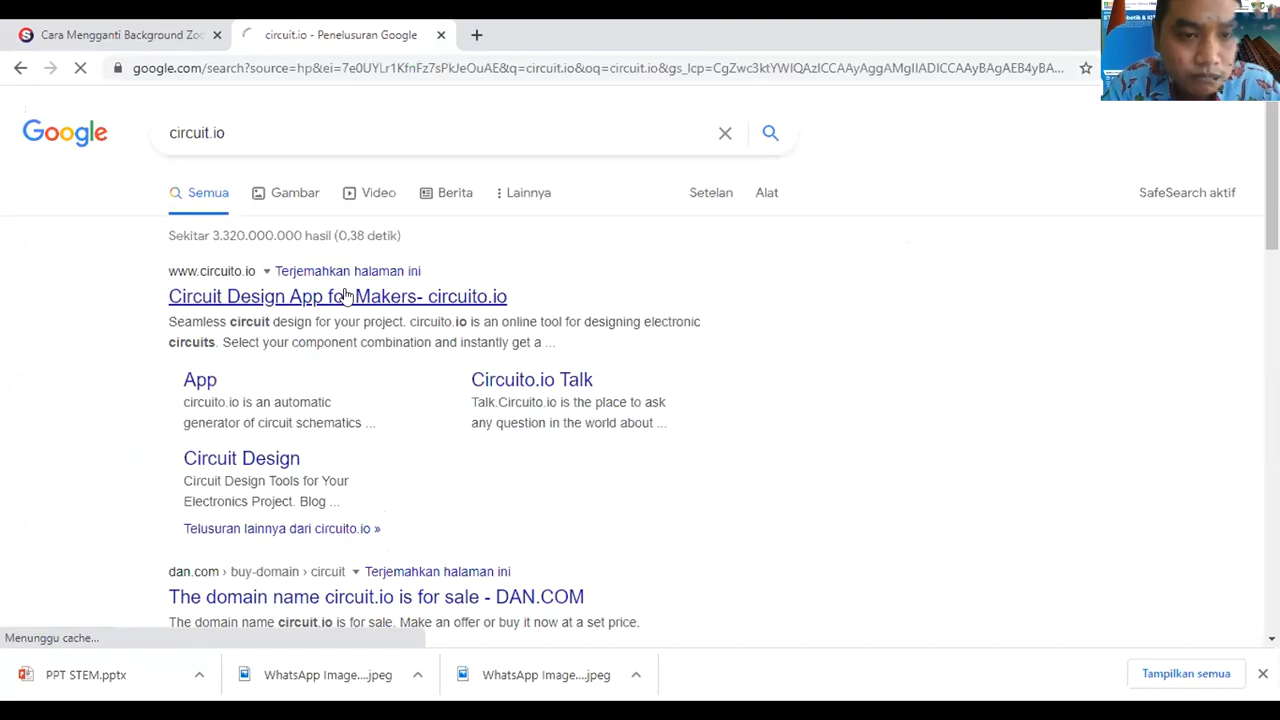 Cara Mengganti Background Zoo
circuit.io - Penelusuran Google
google.com/search?source=hp&ei=7e0UYLr1KfnFz7sPkJeOuAE&q=circuit.io&oq=circuit.io&gs_lcp=CgZwc3ktYWIQAzICCAAyAggAMgIIADICCAAyBAgAEB4yBA...
Google
circuit.io
Semua
Gambar
Video
Berita
Lainnya
Setelan
Alat
SafeSearch aktif
Sekitar 3.320.000.000 hasil (0,38 detik)
www.circuito.io Terjemahkan halaman ini
Circuit Design App for Makers- circuito.io
Seamless circuit design for your project. circuito.io is an online tool for designing electronic
circuits. Select your component combination and instantly get a ...
App
circuito.io is an automatic
generator of circuit schematics ...
Circuito.io Talk
Talk.Circuito.io is the place to ask
any question in the world about ...
Circuit Design
Circuit Design Tools for Your
Electronics Project. Blog ...
Telusuran lainnya dari circuito.io »
dan.com › buy-domain › circuit Terjemahkan halaman ini
The domain name circuit.io is for sale - DAN.COM
The domain name circuit.io is for sale. Make an offer or buy it now at a set price.
Menunggu cache...
PPT STEM.pptx
WhatsApp Image....jpeg
WhatsApp Image....jpeg
Tampilkan semua